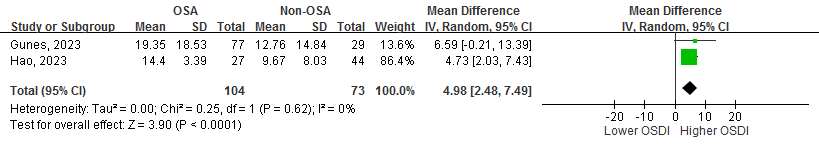 OSA Non-OSA Mean Difference Mean Difference
Study or Subgroup Mean SD Total Mean SD Total Weight IV, Random, 95% CI IV, Random, 95% CI
Gunes, 2023 19.35 18.53 77 12.76 14.84 29 13.6% 6.59 [-0.21, 13.39]
Hao, 2023 14.4 3.39 27 9.67 8.03 44 86.4% 4.73 [2.03, 7.43]
Total (95% CI) 104 73 100.0% 4.98 [2.48, 7.49]
Heterogeneity: Tau² = 0.00; Chi² = 0.25, df = 1 (P = 0.62); I² = 0%
Test for overall effect: Z = 3.90 (P < 0.0001)
-20 -10 0 10 20
Lower OSDI Higher OSDI